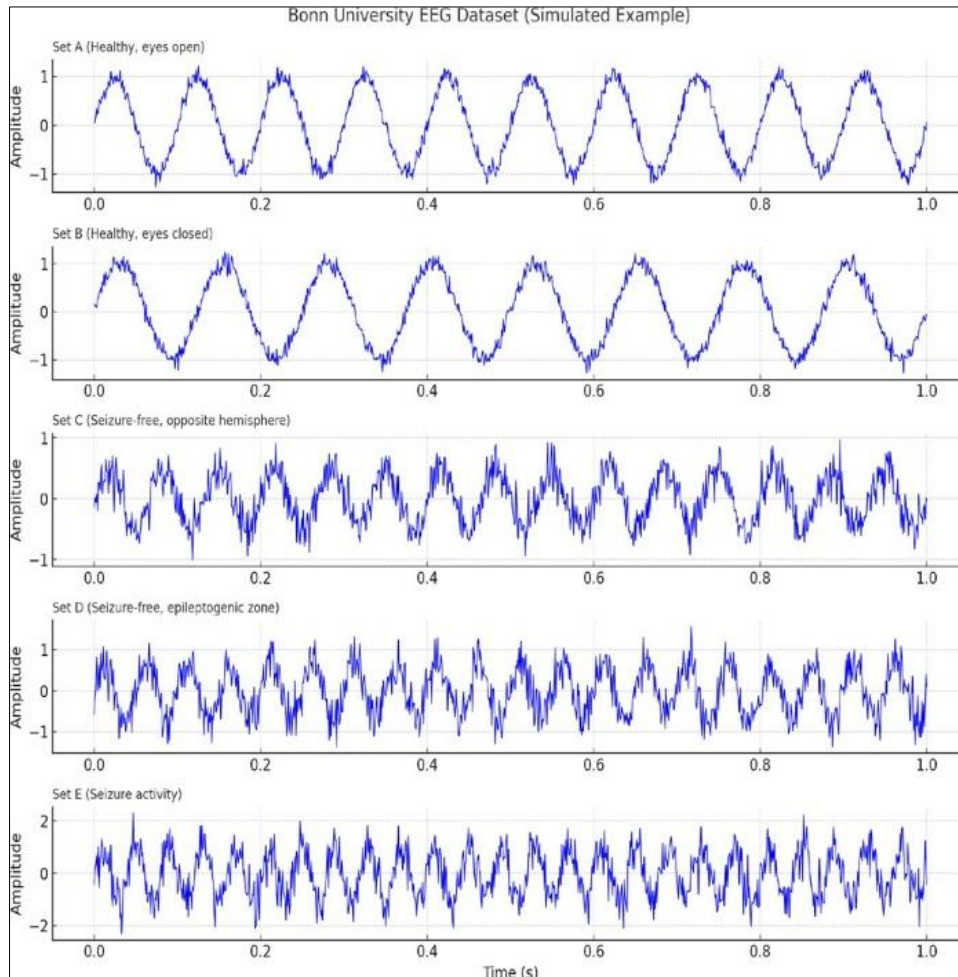 Bonn University EEG Dataset (Simulated Example)
Set A (Healthy, eyes open)
Amplitude
1
0
−1
0.0 0.2 0.4 0.6 0.8 1.0
Set B (Healthy, eyes closed)
Amplitude
1
0
−1
0.0 0.2 0.4 0.6 0.8 1.0
Set C (Seizure-free, opposite hemisphere)
Amplitude
1
0
−1
0.0 0.2 0.4 0.6 0.8 1.0
Set D (Seizure-free, epileptogenic zone)
Amplitude
1
0
−1
0.0 0.2 0.4 0.6 0.8 1.0
Set E (Seizure activity)
Amplitude
2
0
−2
0.0 0.2 0.4 0.6 0.8 1.0
Time (s)